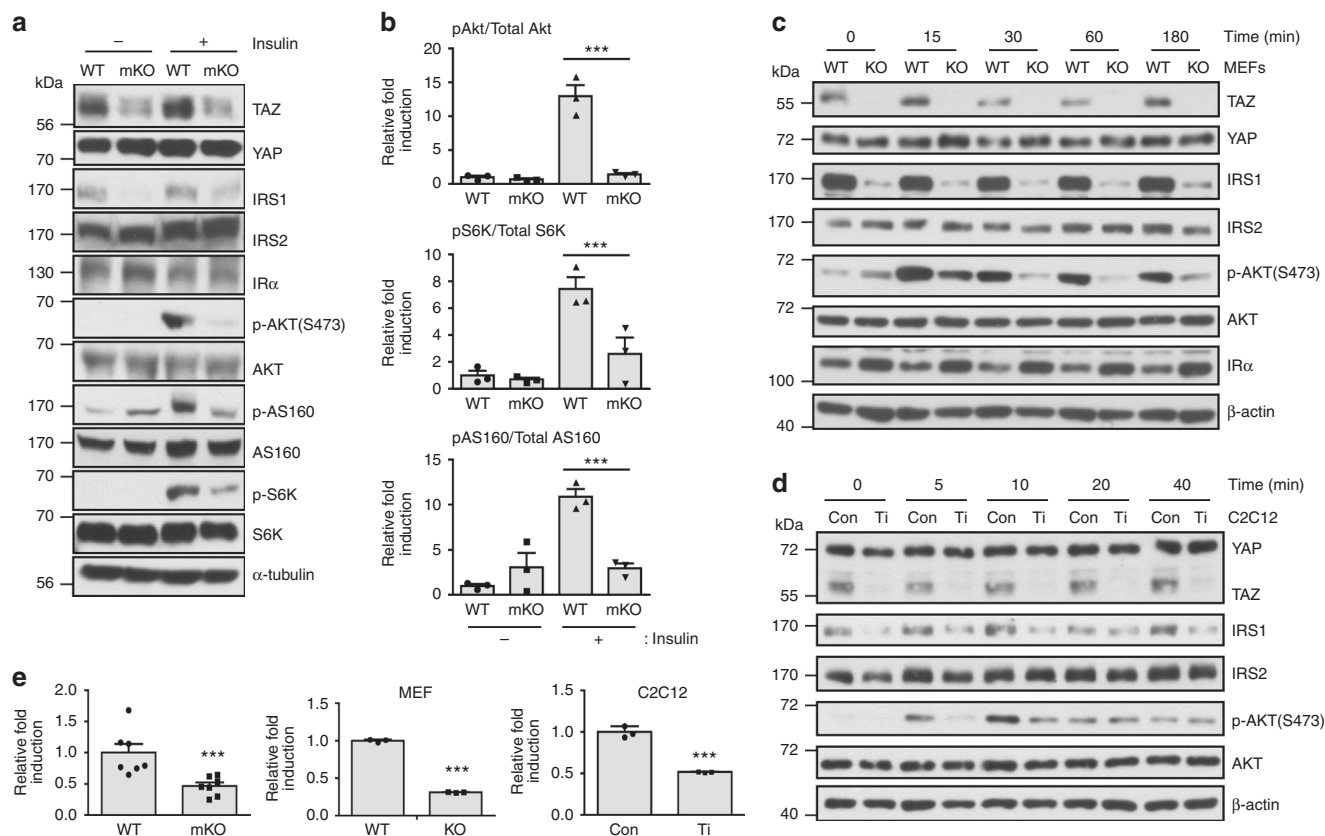 a
− + Insulin
WT mKO WT mKO
kDa
TAZ
56
YAP
70
170
IRS1
170
IRS2
130
IRα
70
p-AKT(S473)
70
AKT
170
p-AS160
170
AS160
70
p-S6K
70
S6K
α-tubulin
56
b
pAkt/Total Akt
Relative fold induction
20
15
10
5
0
***
WT mKO WT mKO
pS6K/Total S6K
Relative fold induction
10
8
6
4
2
0
***
WT mKO WT mKO
pAS160/Total AS160
Relative fold induction
15
10
5
0
***
WT mKO WT mKO
− + : Insulin
c
0 15 30 60 180 Time (min)
WT KO WT KO WT KO WT KO WT KO MEFs
kDa
55 TAZ
72 YAP
170 IRS1
170 IRS2
72
p-AKT(S473)
72
AKT
IRα
100
β-actin
40
d
0 5 10 20 40 Time (min)
Con Ti Con Ti Con Ti Con Ti Con Ti C2C12
kDa
72 YAP
55 TAZ
170 IRS1
170 IRS2
72
p-AKT(S473)
72
AKT
β-actin
40
e
Relative fold induction
2.0
1.5
1.0
0.5
0.0
***
WT mKO
MEF
Relative fold induction
1.5
1.0
0.5
0.0
***
WT KO
C2C12
Relative fold induction
1.5
1.0
0.5
0.0
***
Con Ti